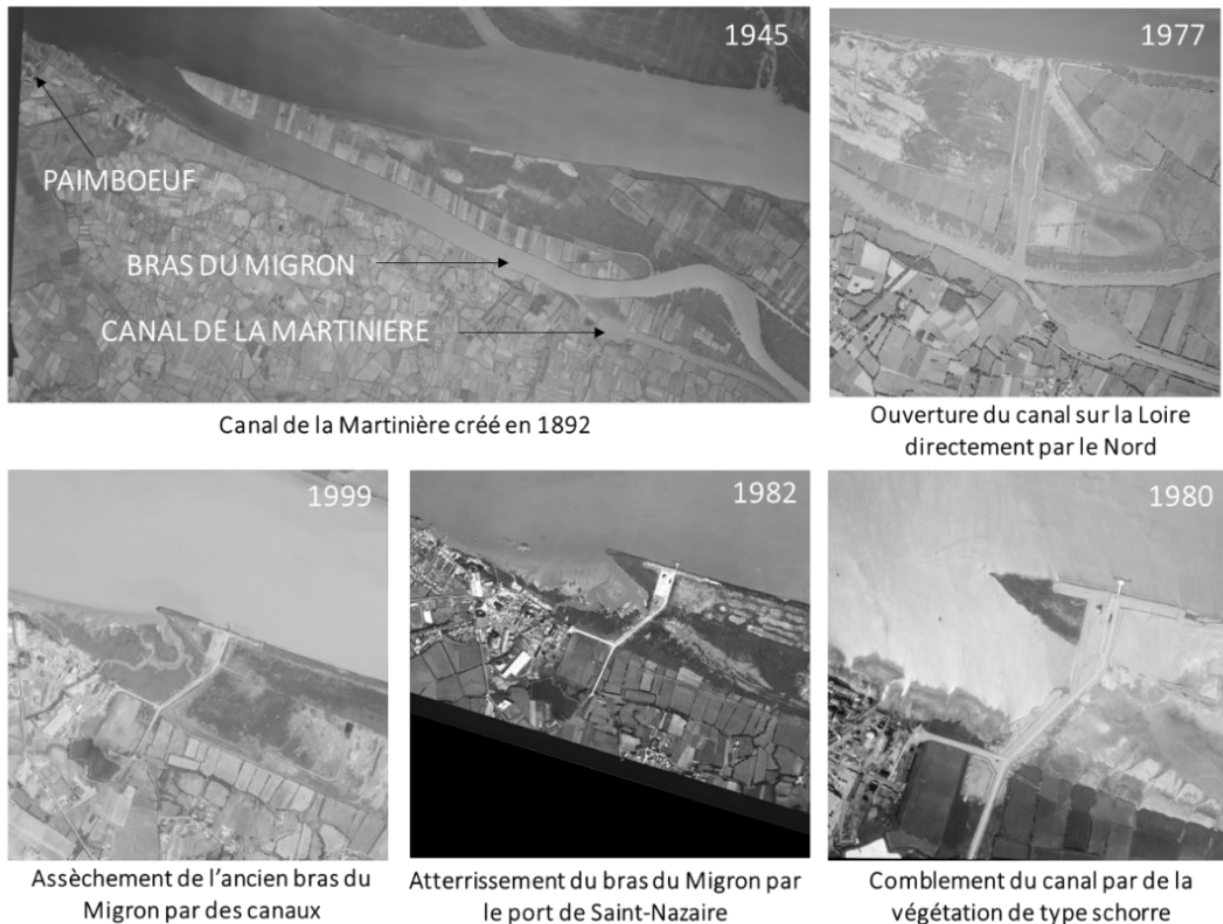 1945
PAIMBOEUF
BRAS DU MIGRON
CANAL DE LA MARTINIERE
Canal de la Martinière créé en 1892
1977
Ouverture du canal sur la Loire
directement par le Nord
1999
Assèchement de l'ancien bras du
Migron par des canaux
1982
Atterrissement du bras du Migron par
le port de Saint-Nazaire
1980
Comblement du canal par de la
végétation de type schorre